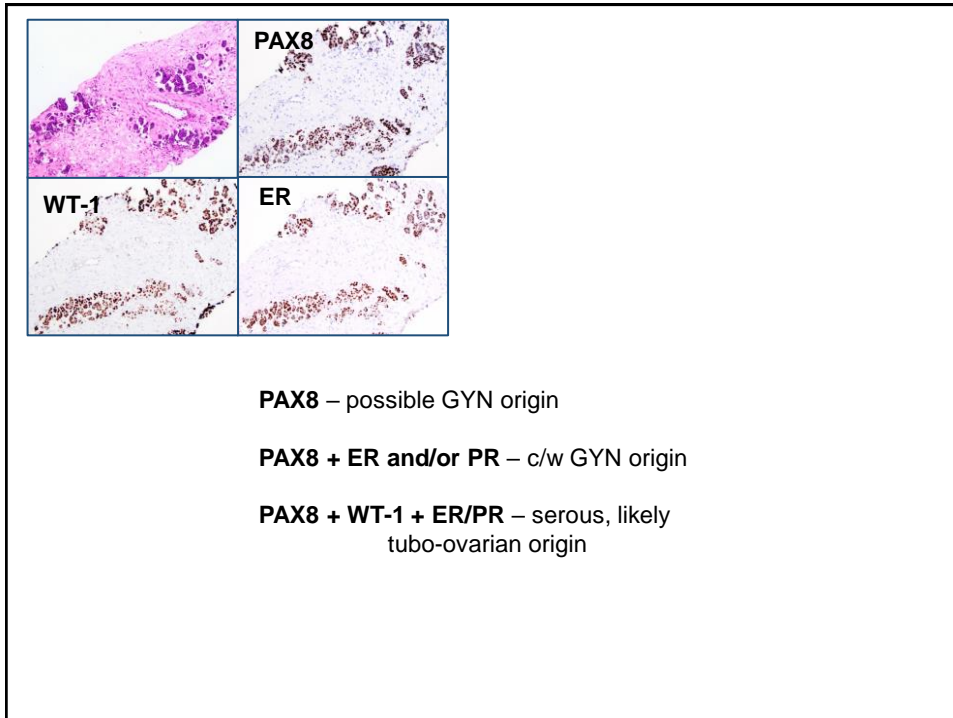 PAX8
WT-1
ER
PAX8 – possible GYN origin
PAX8 + ER and/or PR – c/w GYN origin
PAX8 + WT-1 + ER/PR – serous, likely
tubo-ovarian origin